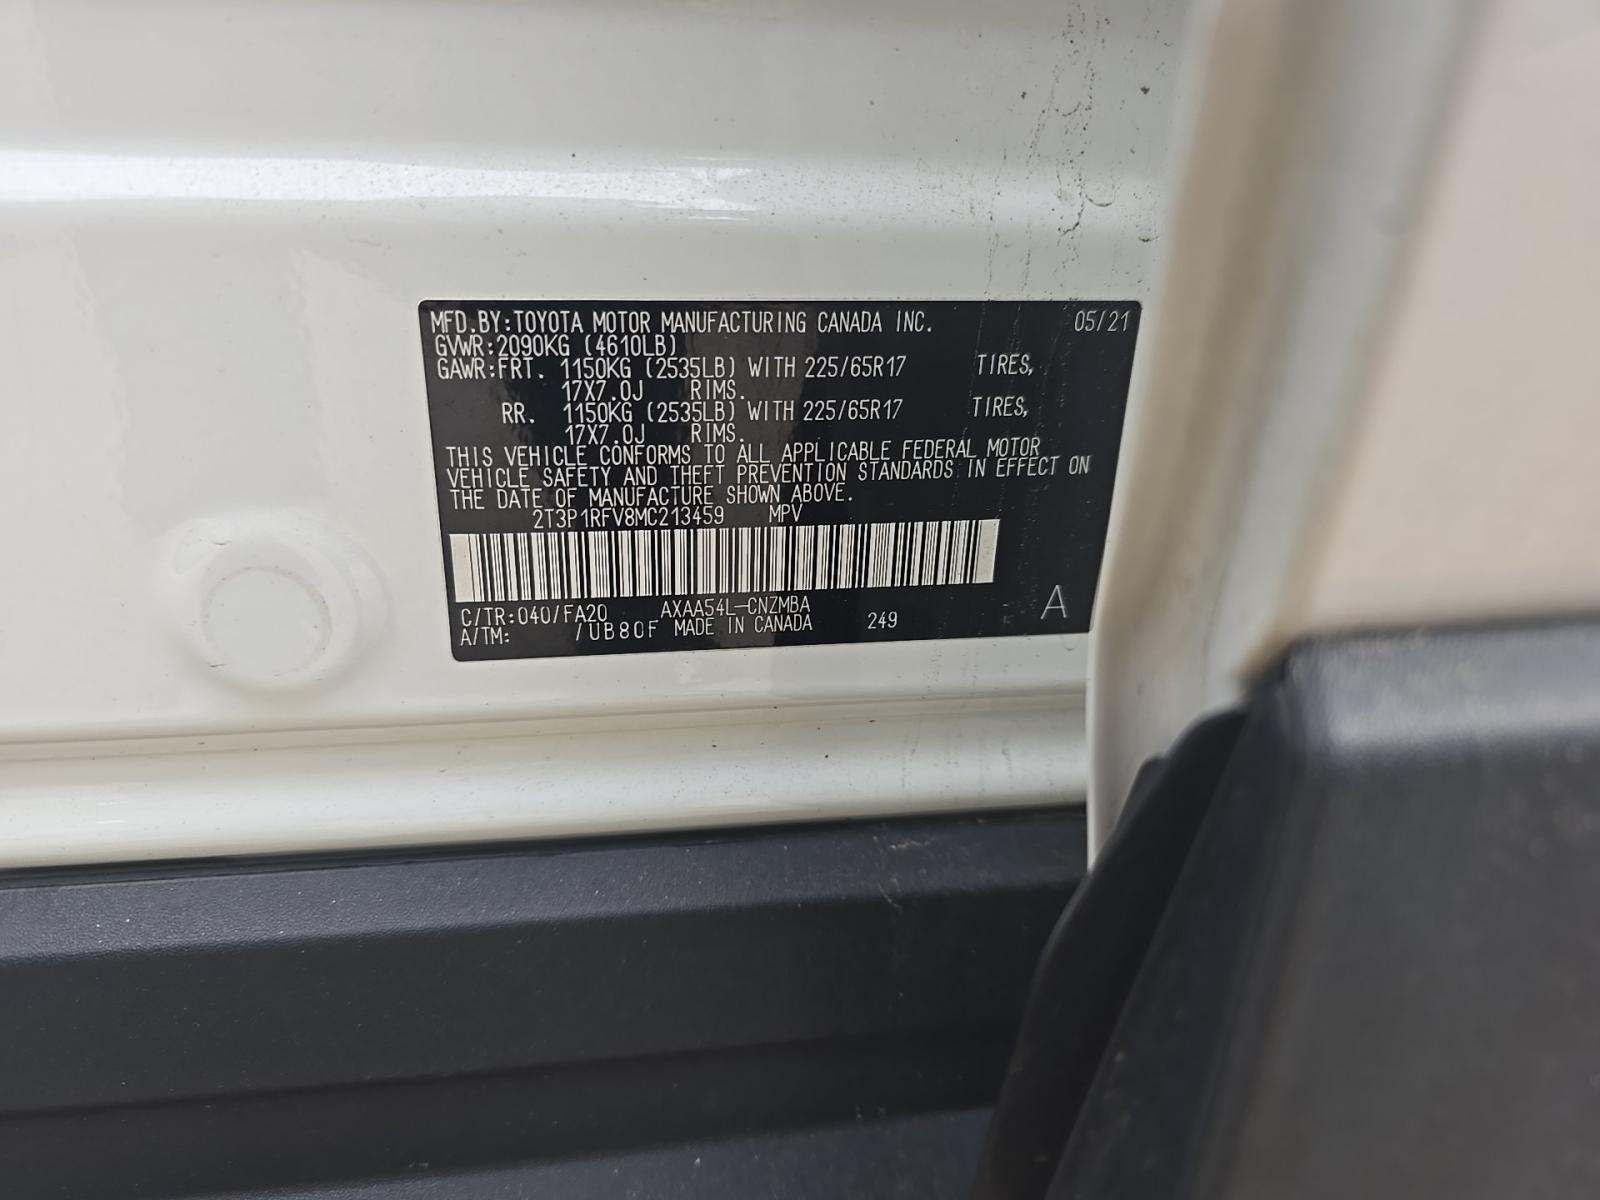 MFD.BY:TOYOTA MOTOR MANUFACTURING CANADA INC. 05/21
GVWR:2090KG (4610LB)
GAWR:FRT. 1150KG (2535LB) WITH 225/65R17 TIRES,
17X7.0J RIMS.
RR. 1150KG (2535LB) WITH 225/65R17 TIRES,
17X7.0J RIMS.
THIS VEHICLE CONFORMS TO ALL APPLICABLE FEDERAL MOTOR
VEHICLE SAFETY AND THEFT PREVENTION STANDARDS IN EFFECT ON
THE DATE OF MANUFACTURE SHOWN ABOVE.
2T3P1RFV8MC213459 MPV
C/TR:040/FA20 AXAA54L-CNZMBA
A/TM: /UB80F MADE IN CANADA 249 A